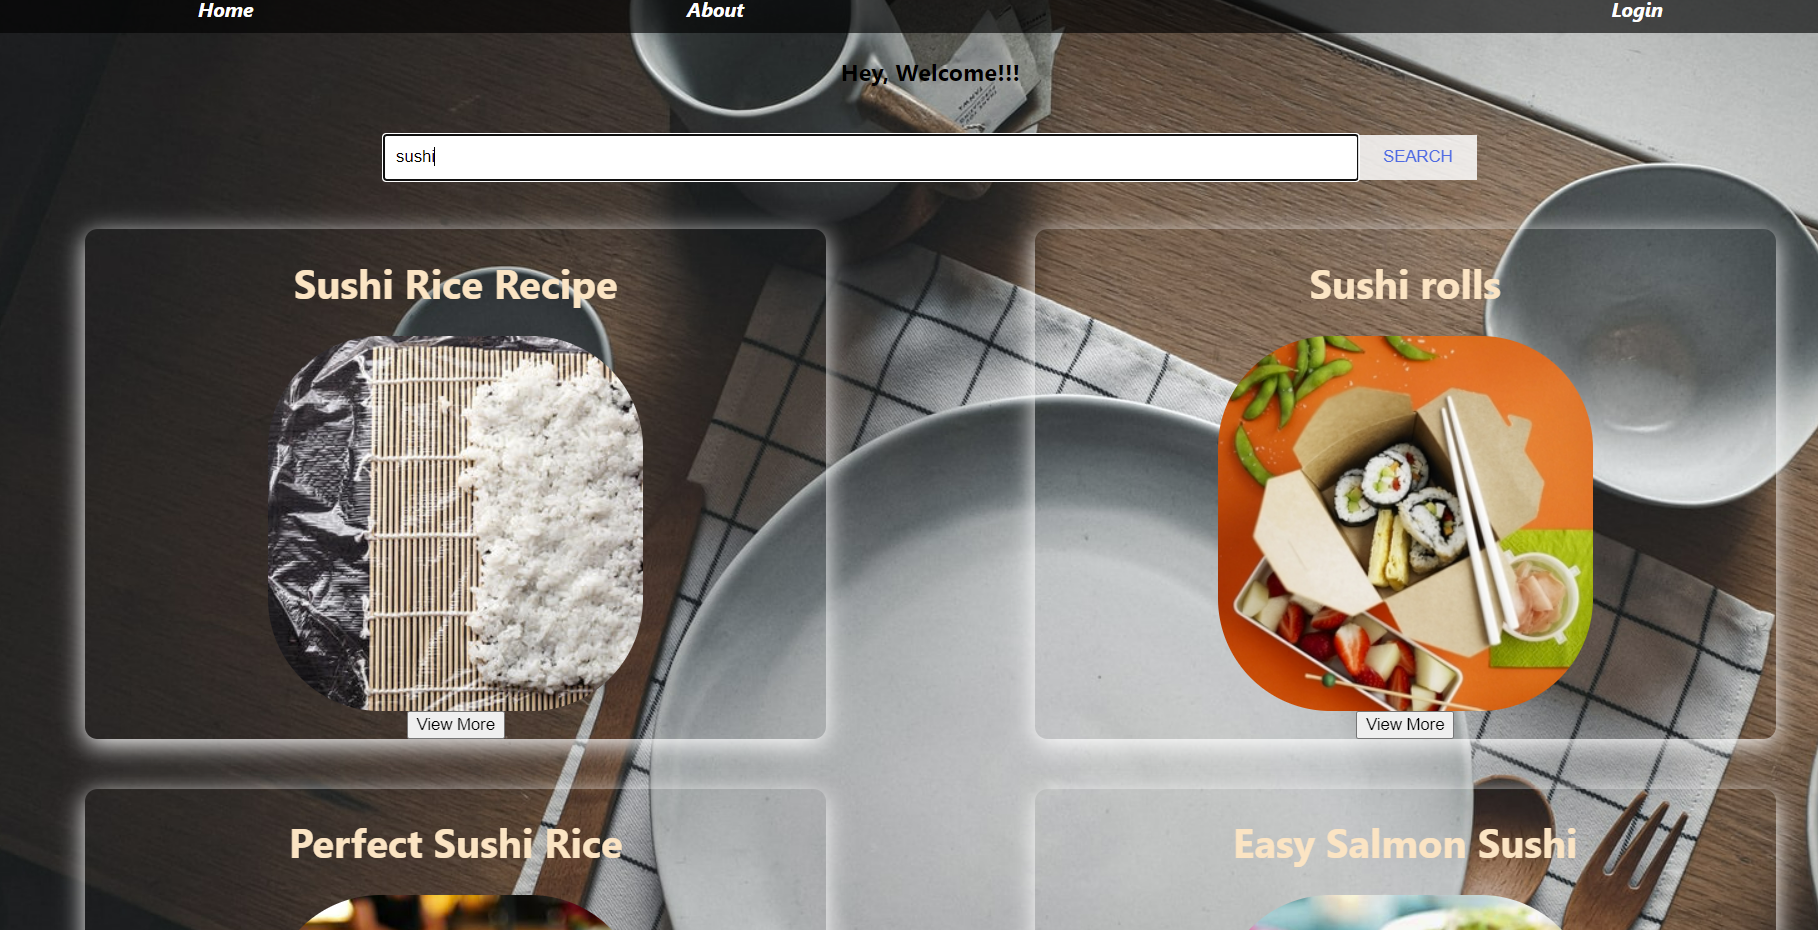 Home About Login
Hey, Welcome!!!
sushi SEARCH
Sushi Rice Recipe
Sushi rolls
View More
View More
Perfect Sushi Rice
Easy Salmon Sushi